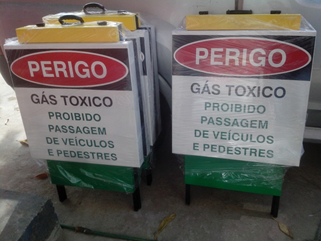 PERIGO
GÁS TOXICO
PROIBIDO
PASSAGEM
DE VEÍCULOS
E PEDESTRES
PERIGO
GÁS TOXICO
PROIBIDO
PASSAGEM
DE VEÍCULOS
E PEDESTRES